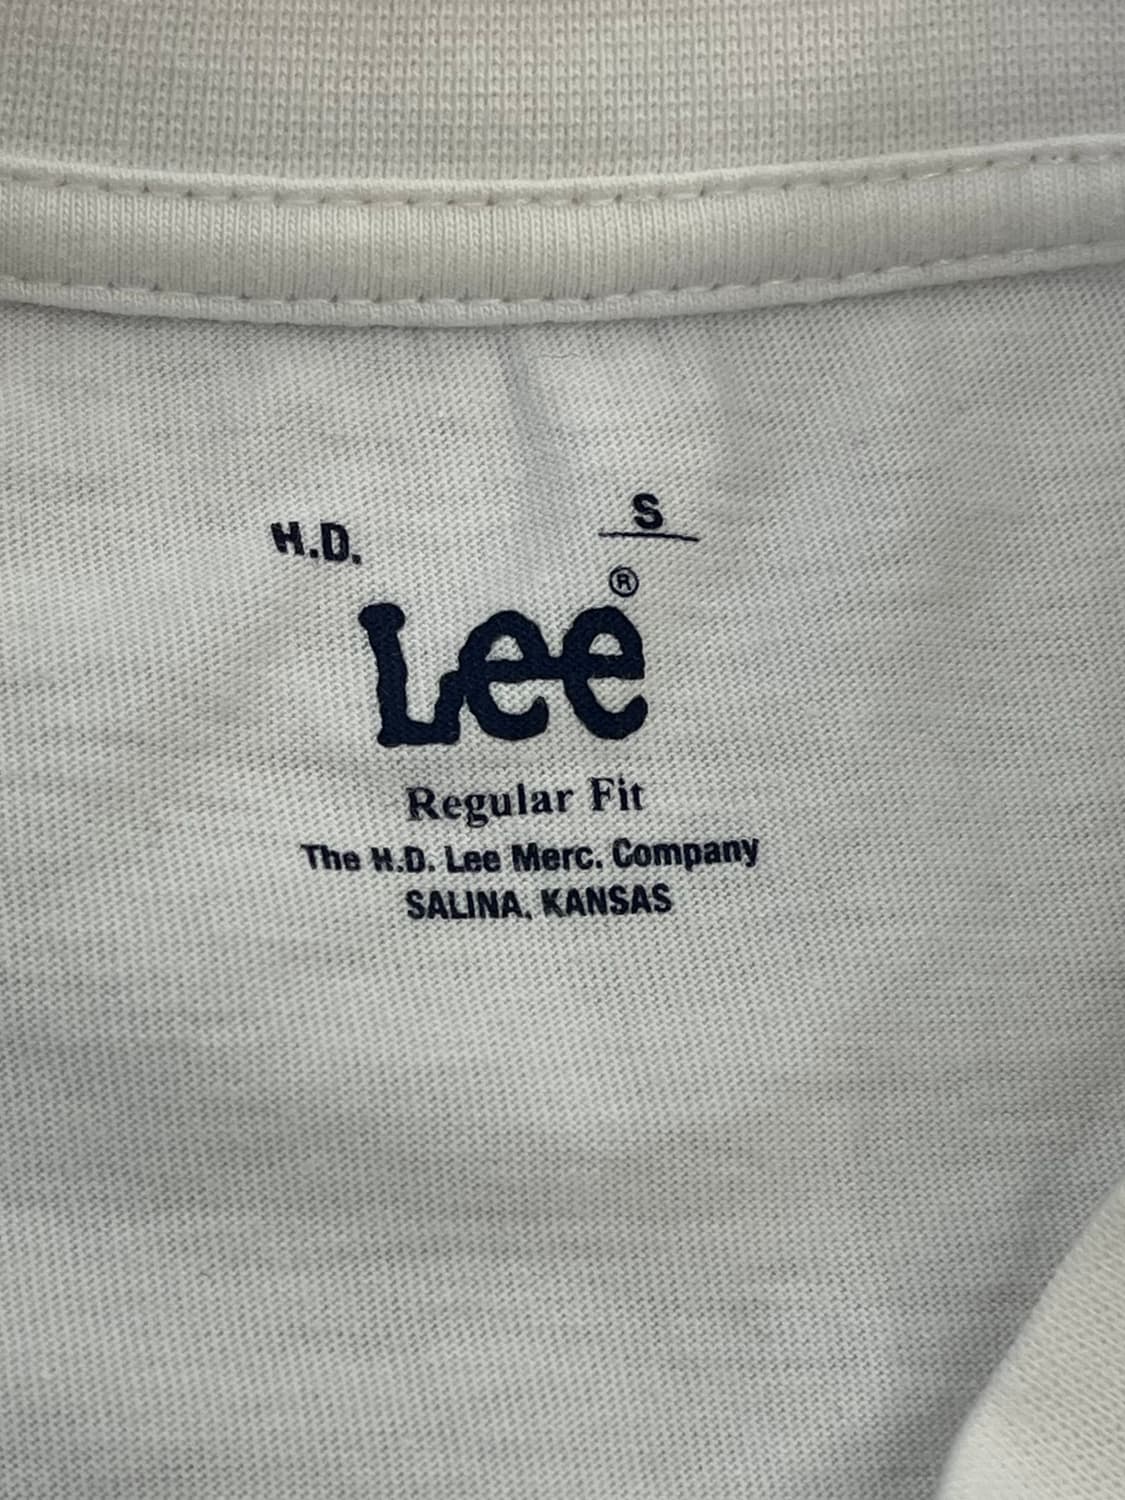 H.D.
S
Lee®
Regular Fit
The H.D. Lee Merc. Company
SALINA, KANSAS